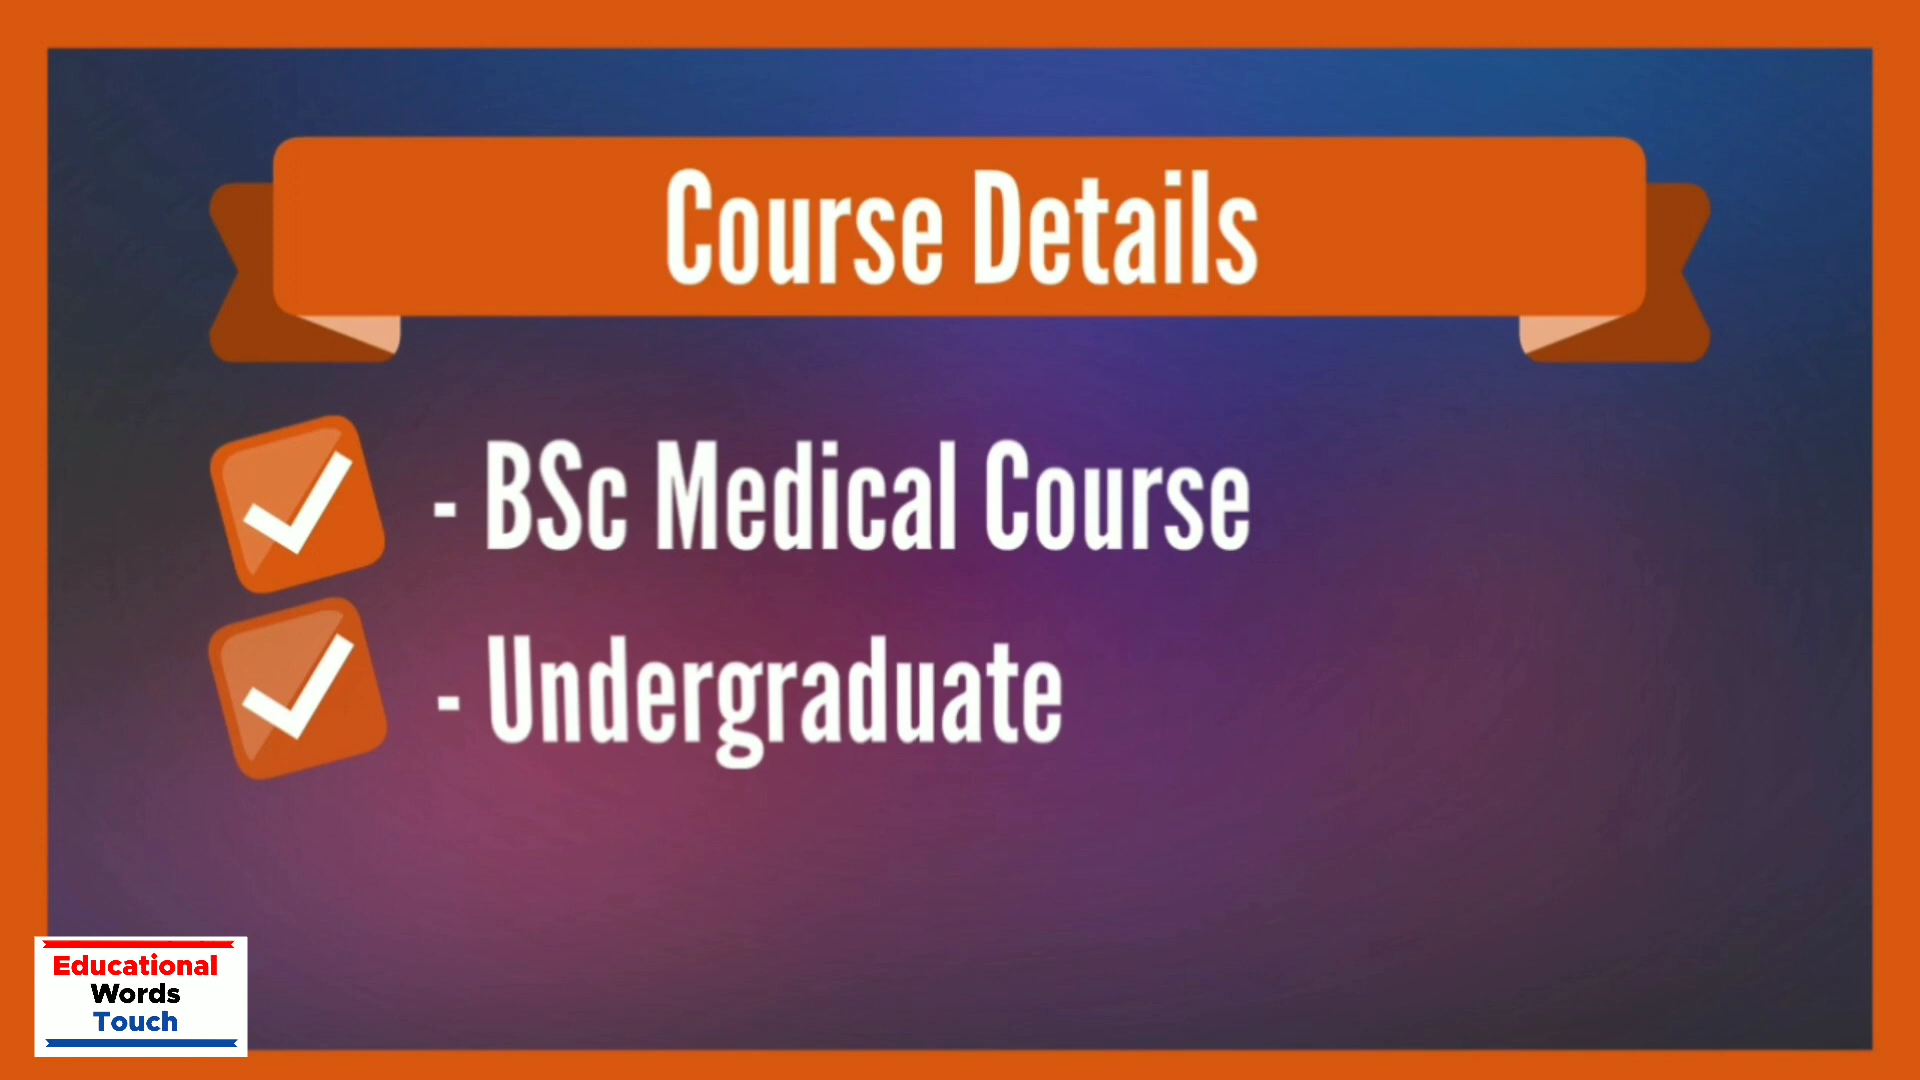 Course Details
- BSc Medical Course
- Undergraduate
Educational
Words
Touch